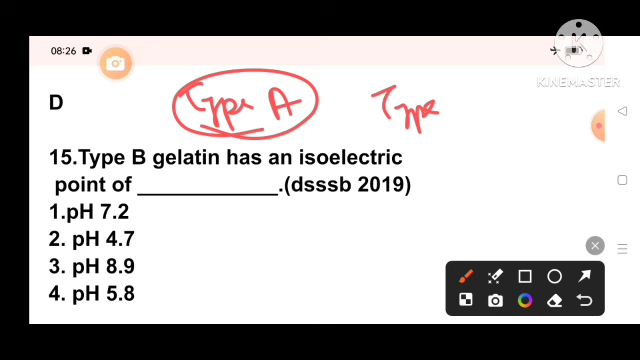 08:26
KINEMASTER
D Type A Type
15.Type B gelatin has an isoelectric
point of ____________.(dsssb 2019)
1.pH 7.2
2. pH 4.7
3. pH 8.9
4. pH 5.8